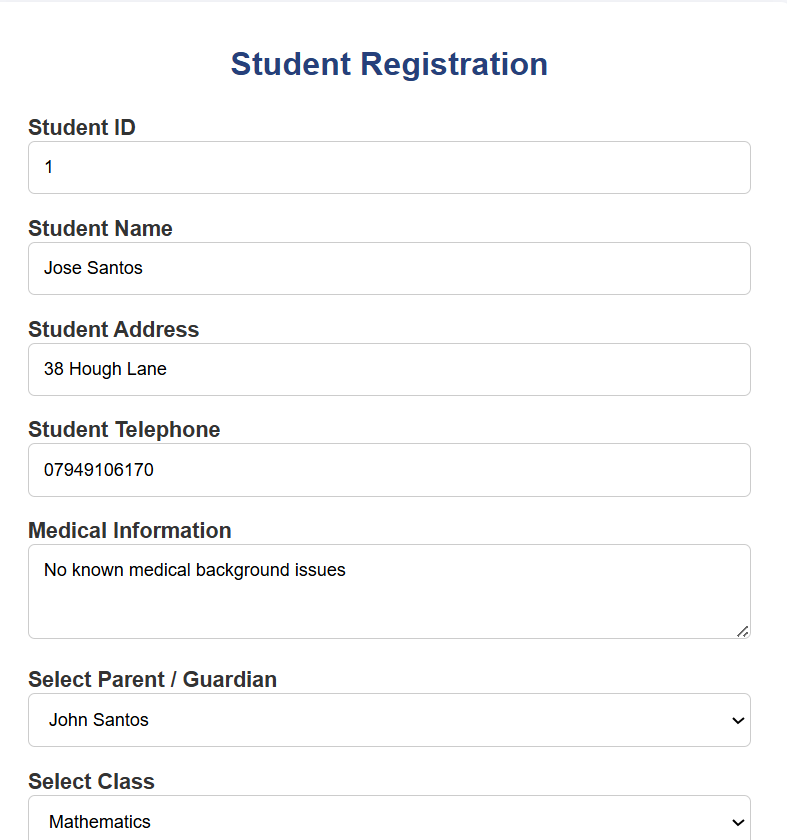 Student Registration
Student ID
1
Student Name
Jose Santos
Student Address
38 Hough Lane
Student Telephone
07949106170
Medical Information
No known medical background issues
Select Parent / Guardian
John Santos
Select Class
Mathematics